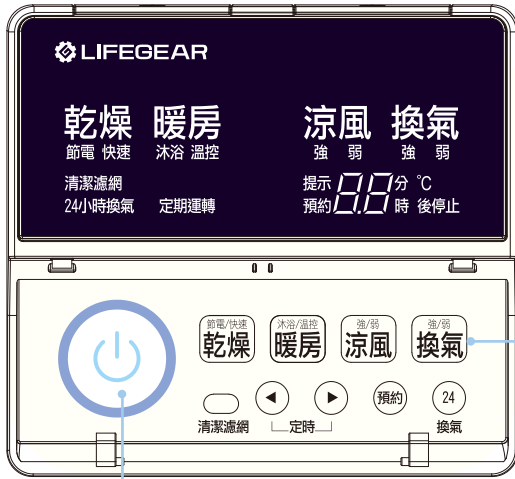 LIFEGEAR
乾燥 暖房 涼風 換氣
節電 快速 沐浴 溫控 強 弱 強 弱
清潔濾網 提示 8.8 分 °C
24小時換氣 定期運轉 預約 時 後停止
節電/快速 沐浴/溫控 強/弱 強/弱
乾燥 暖房 涼風 換氣
預約 24
清潔濾網 定時 換氣